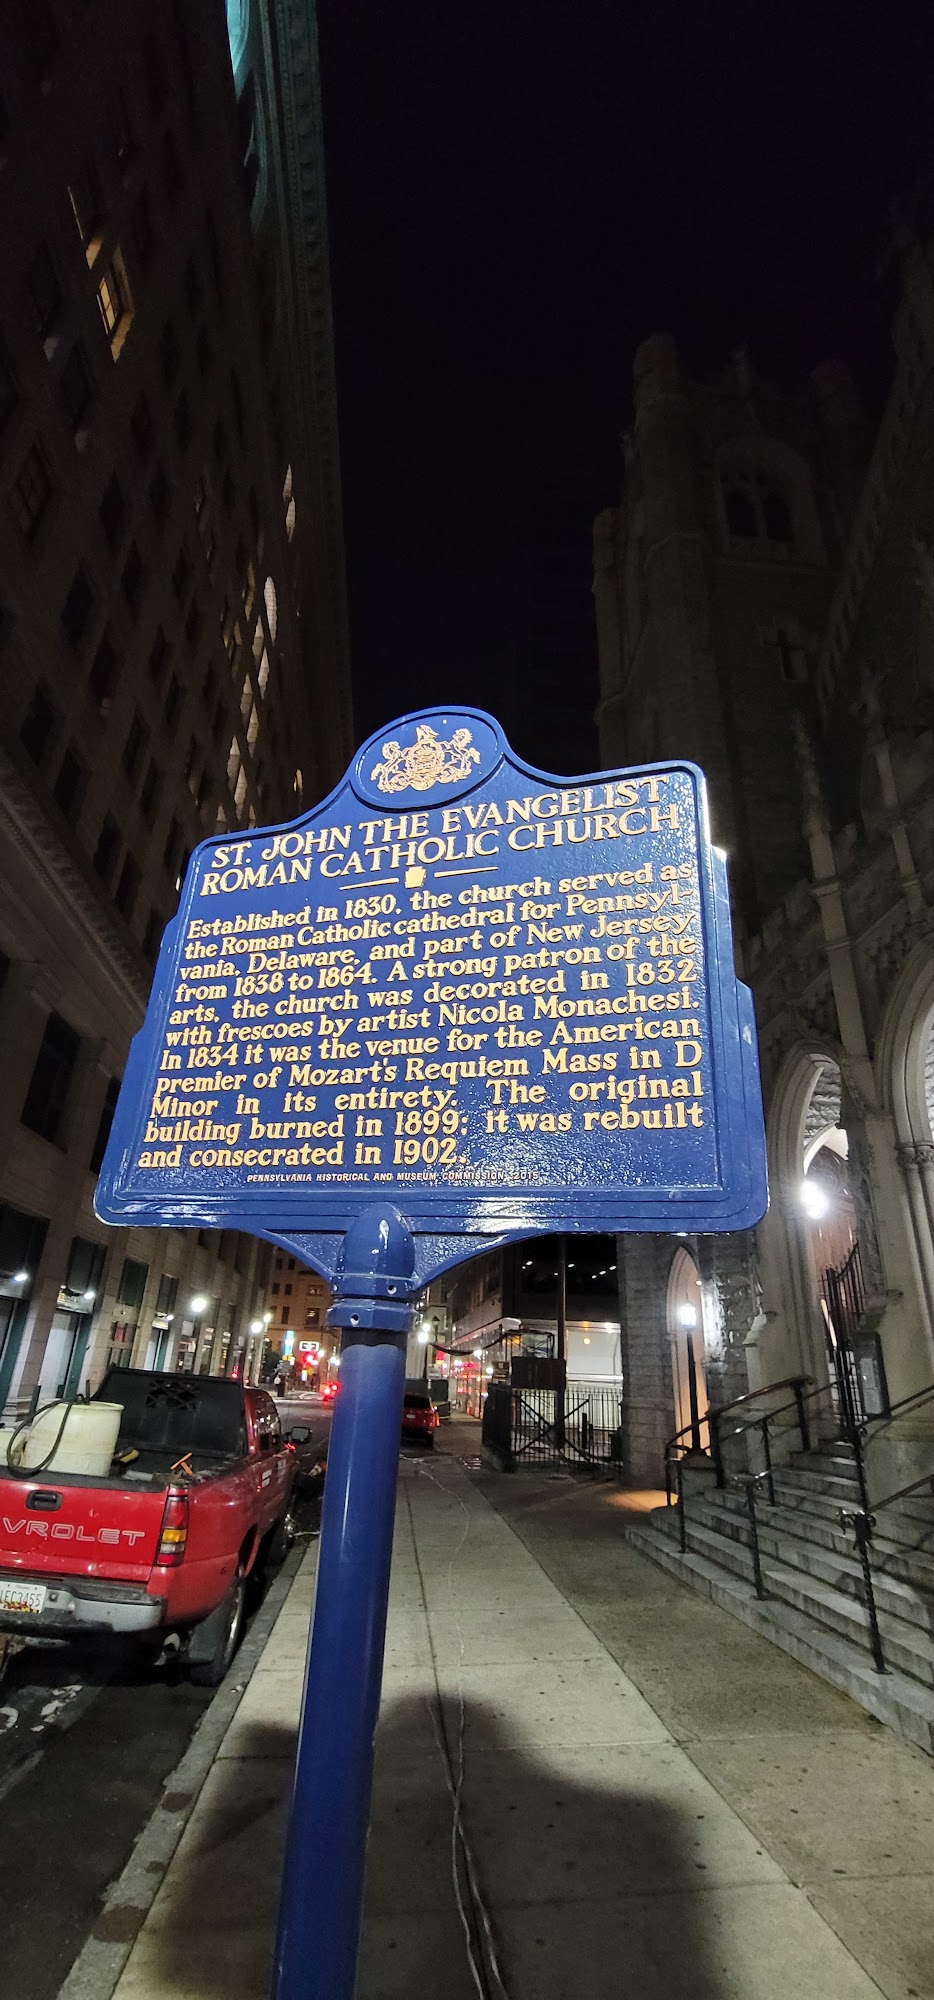 ST. JOHN THE EVANGELIST
ROMAN CATHOLIC CHURCH
Established in 1830, the church served as
the Roman Catholic cathedral for Pennsyl-
vania, Delaware, and part of New Jersey
from 1838 to 1864. A strong patron of the
arts, the church was decorated in 1832
with frescoes by artist Nicola Monachesi.
In 1834 it was the venue for the American
premier of Mozart's Requiem Mass in D
Minor in its entirety. The original
building burned in 1899; it was rebuilt
and consecrated in 1902.
PENNSYLVANIA HISTORICAL AND MUSEUM COMMISSION 2015
VROLET